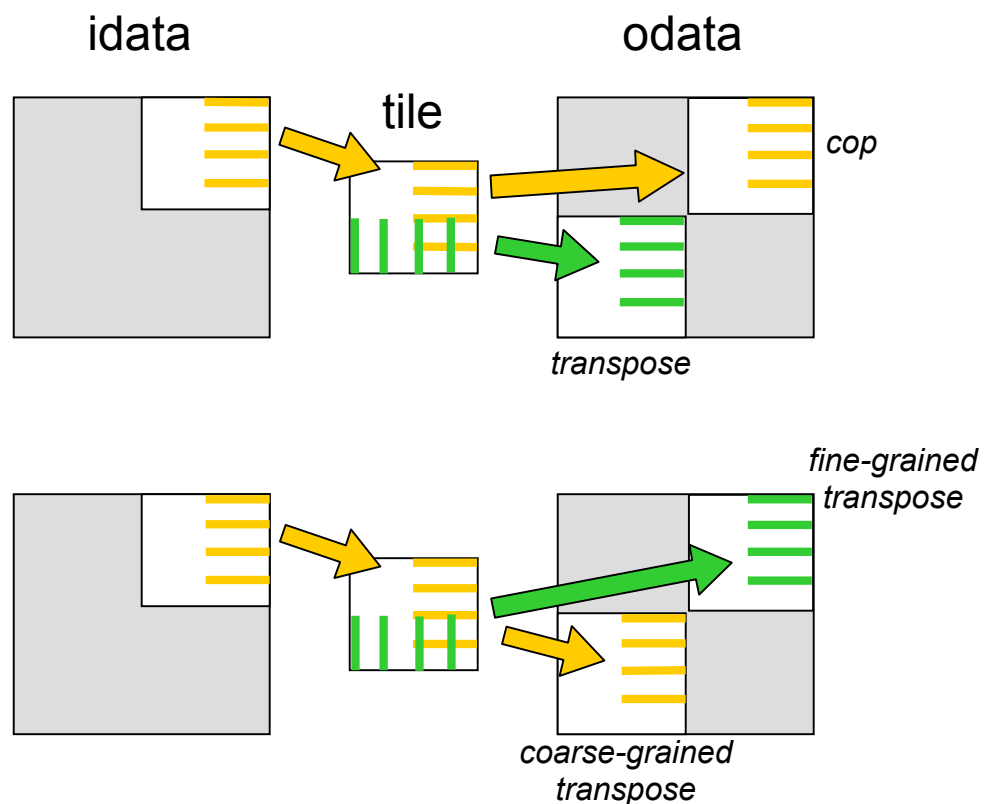 idata
odata
tile
cop
transpose
fine-grained
transpose
coarse-grained
transpose